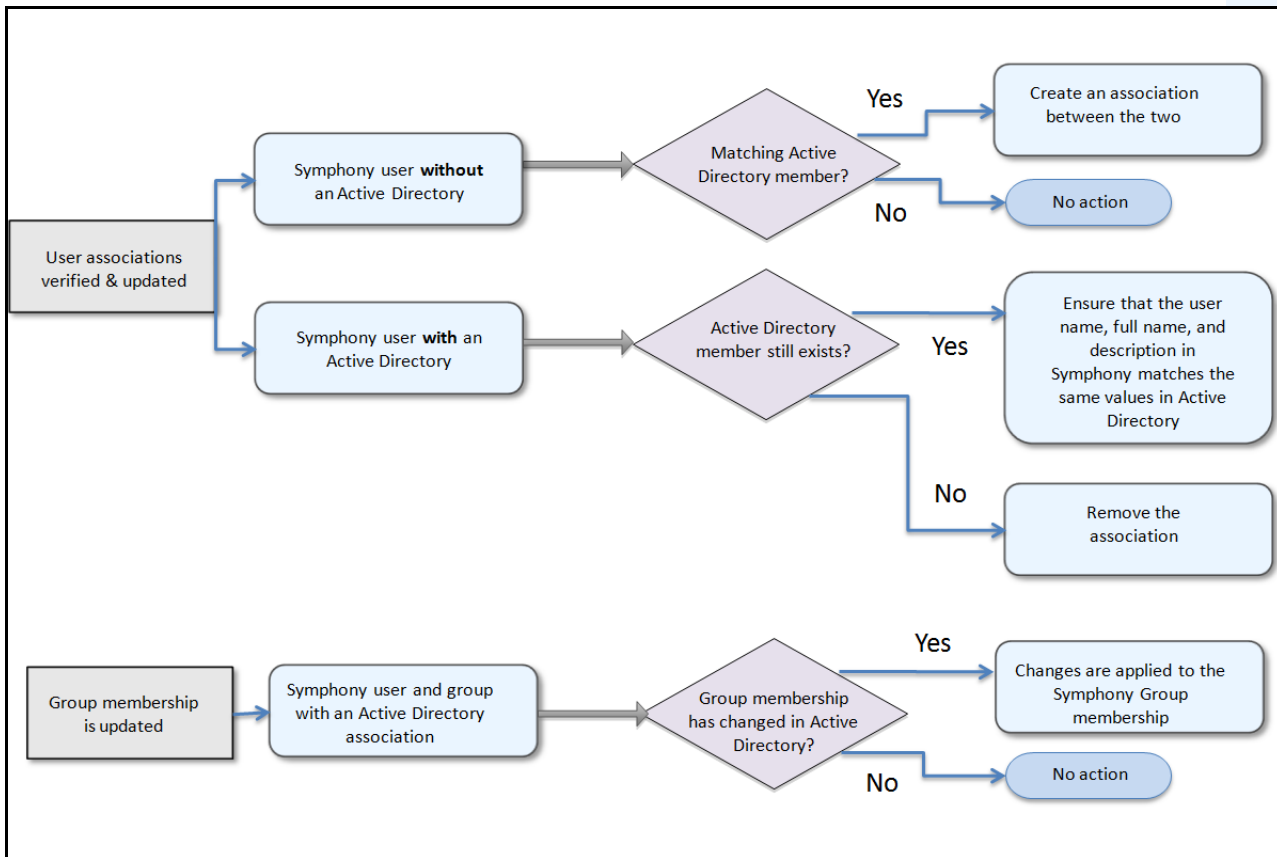 User associations
verified & updated
Symphony user without
an Active Directory
Matching Active
Directory member?
Yes
Create an association
between the two
No
No action
Symphony user with an
Active Directory
Active Directory
member still exists?
Yes
Ensure that the user
name, full name, and
description in
Symphony matches the
same values in Active
Directory
No
Remove the
association
Group membership
is updated
Symphony user and group
with an Active Directory
association
Group membership
has changed in Active
Directory?
Yes
Changes are applied to the
Symphony Group
membership
No
No action